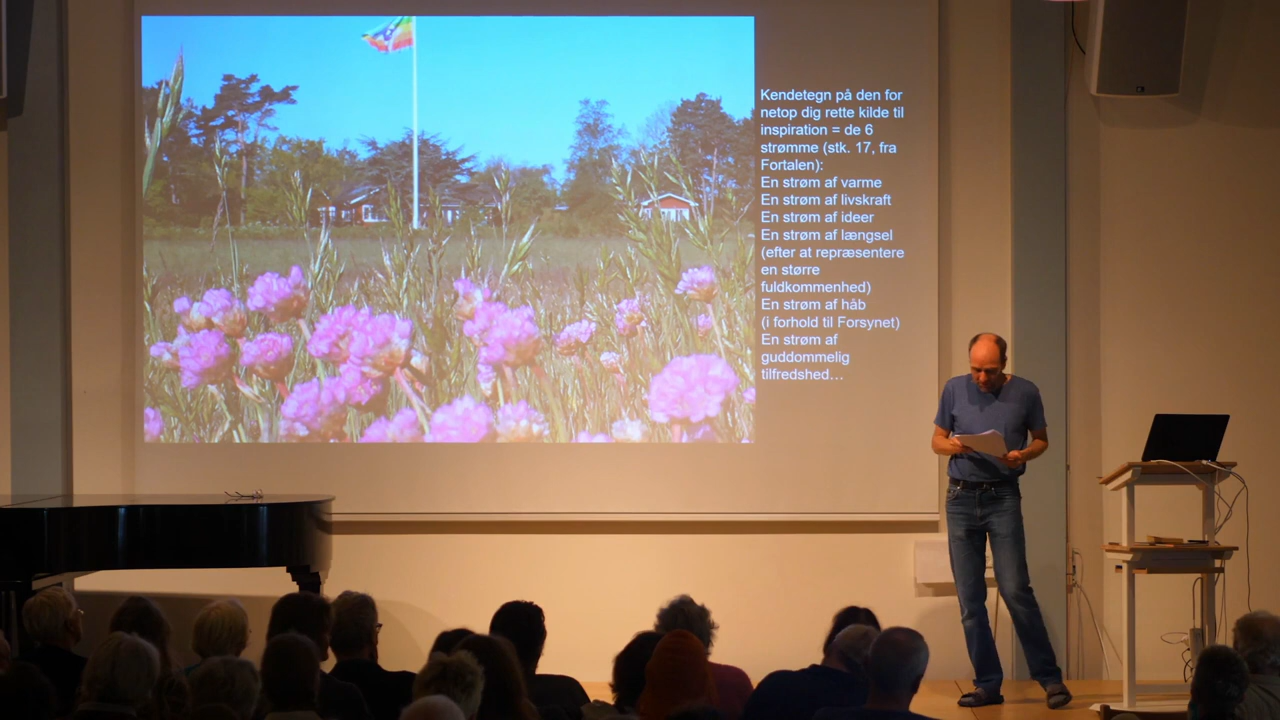 Kendetegn på den for
netop dig rette kilde til
inspiration = de 6
strømme (stk. 17, fra
Fortalen):
En strøm af varme
En strøm af livskraft
En strøm af ideer
En strøm af længsel
(efter at repræsentere
en større
fuldkommenhed)
En strøm af håb
(i forhold til Forsynet)
En strøm af
guddommelig
tilfredshed…